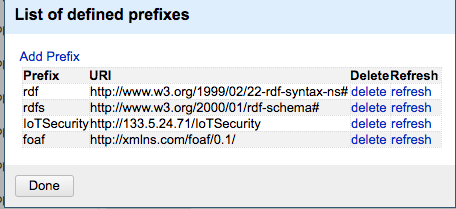 List of defined prefixes
Add Prefix
Prefix URI Delete Refresh
rdf http://www.w3.org/1999/02/22-rdf-syntax-ns# delete refresh
rdfs http://www.w3.org/2000/01/rdf-schema# delete refresh
IoTSecurity http://133.5.24.71/IoTSecurity delete refresh
foaf http://xmlns.com/foaf/0.1/ delete refresh
Done